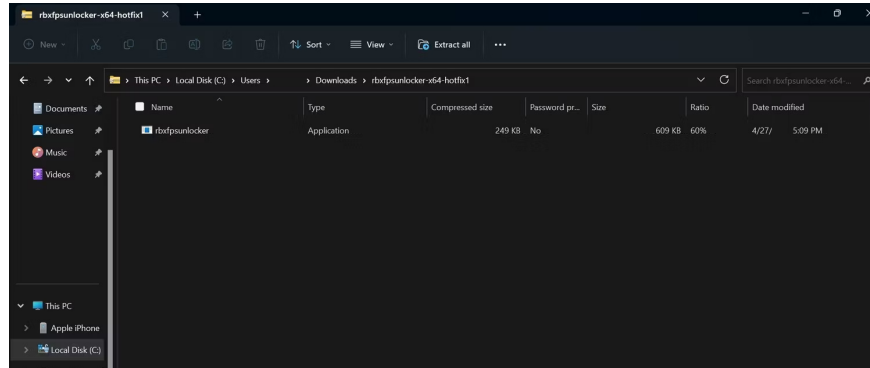 rbxfpsunlocker-x64-hotfix1
New Sort View Extract all
This PC > Local Disk (C:) > Users > > Downloads > rbxfpsunlocker-x64-hotfix1 Search rbxfpsunlocker-x64-...
Documents Name Type Compressed size Password pr... Size Ratio Date modified
Pictures rbxfpsunlocker Application 249 KB No 609 KB 60% 4/27/ 5:09 PM
Music
Videos
This PC
Apple iPhone
Local Disk (C:)